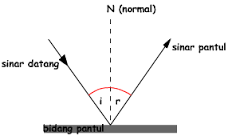 N (normal)
sinar pantul
sinar datang
i r
bidang pantul